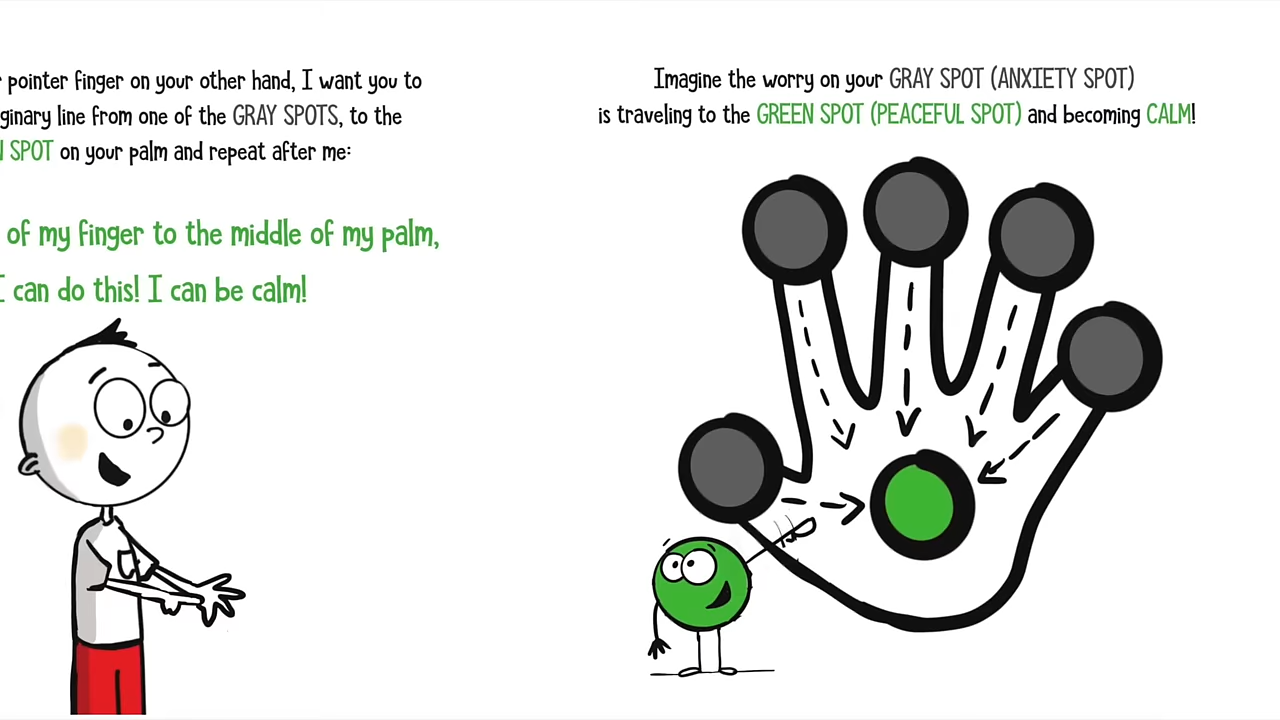 pointer finger on your other hand, I want you to
line from one of the GRAY SPOTS, to the
SPOT on your palm and repeat after me:
of my finger to the middle of my palm,
I can do this! I can be calm!
Imagine the worry on your GRAY SPOT (ANXIETY SPOT)
is traveling to the GREEN SPOT (PEACEFUL SPOT) and becoming CALM!